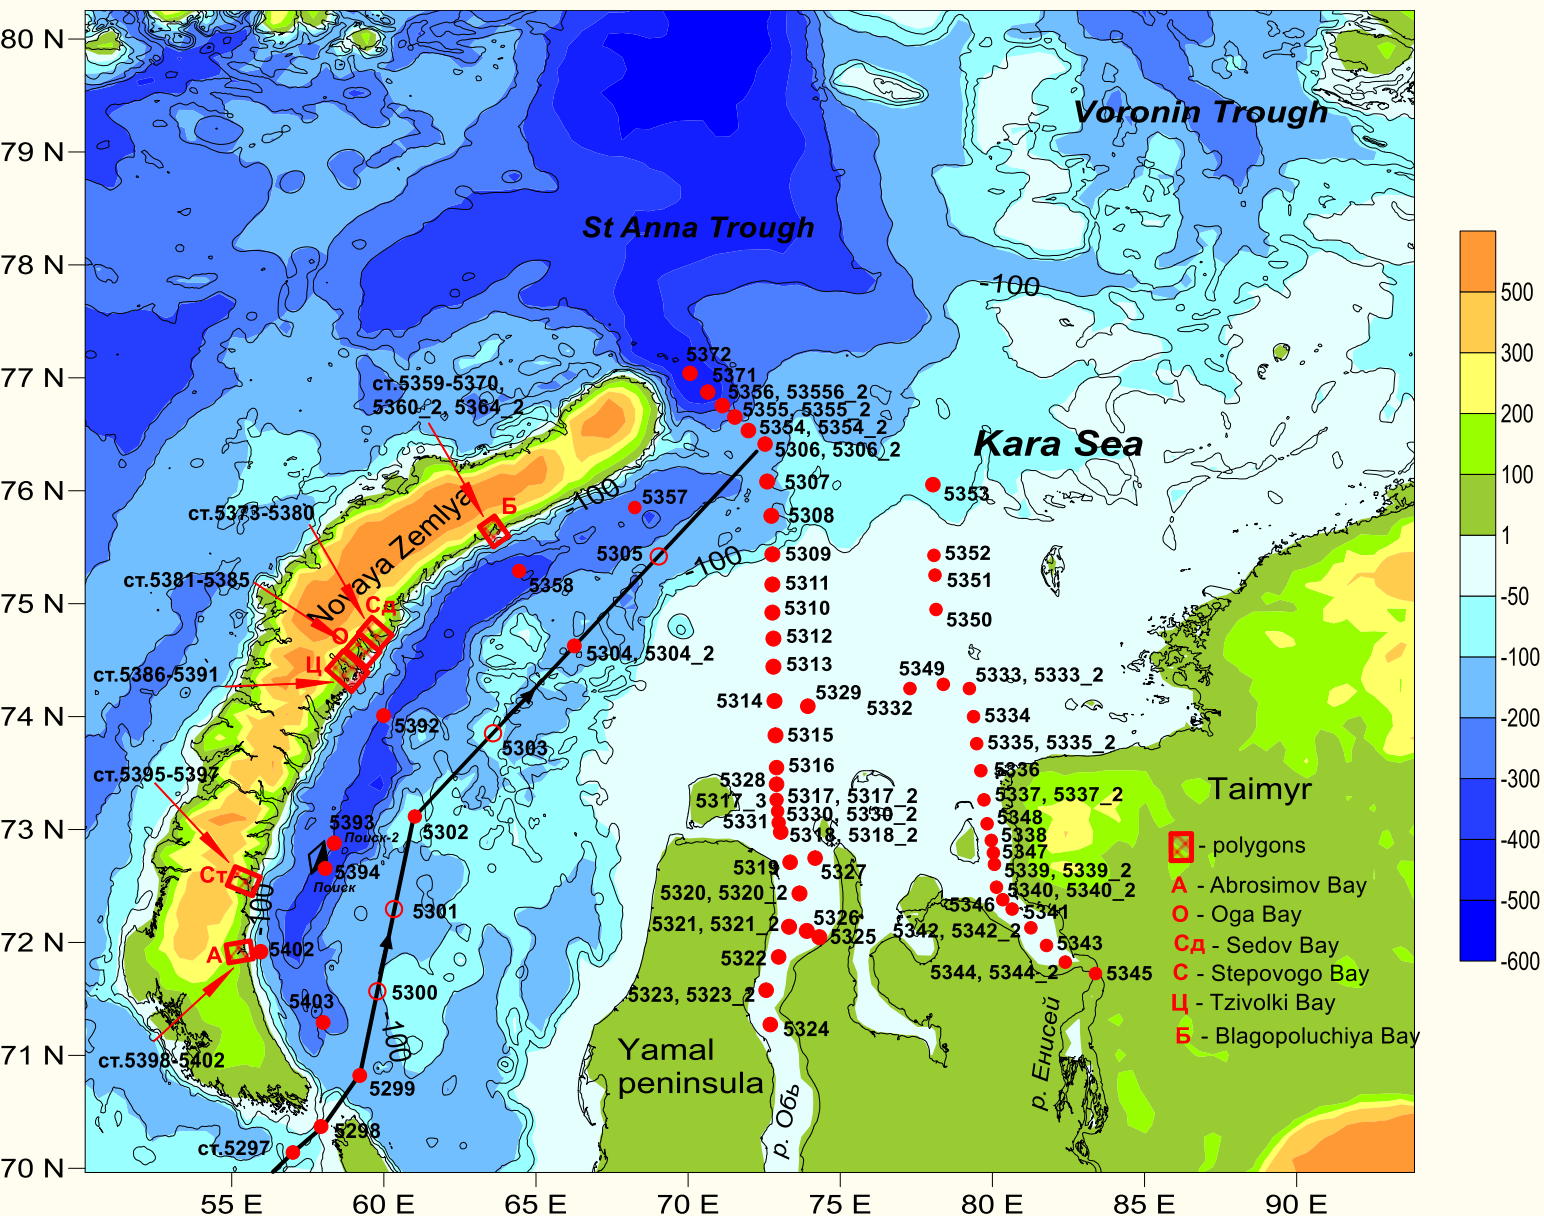 80 N
79 N
78 N
77 N
76 N
75 N
74 N
73 N
72 N
71 N
70 N
55 E
60 E
65 E
70 E
75 E
80 E
85 E
90 E
Voronin Trough
St Anna Trough
-100
Kara Sea
5372
5371
5356, 53556_2
5355, 5355_2
5354, 5354_2
5306, 5306_2
ст.5359-5370,
5360_2, 5364_2
Novaya Zemlya
Б
-100
5357
5307
5308
5353
ст.5373-5380
5305
100
5309
5352
5351
5311
5310
5350
ст.5381-5385
5358
Сд
О
Ц
5312
5304, 5304_2
5313
ст.5386-5391
5349
5333, 5333_2
5314
5329
5332
5334
5392
5303
5315
5335, 5335_2
5316
5336
ст.5395-5397
5328
5317_3
5317, 5317_2
5337, 5337_2
5331
5330, 5330_2
5348
5393
Поиск-2
5302
5318, 5318_2
5338
5347
5394
Поиск
Ст
5319
5327
5339, 5339_2
5320, 5320_2
5340, 5340_2
5346
5341
-100
5301
5321, 5321_2
5326
5325
5342, 5342_2
5343
А
5402
5322
5344, 5344_2
5345
5300
5323, 5323_2
5403
5324
-100
ст.5398-5402
5299
5298
ст.5297
Yamal
peninsula
р. Обь
р. Енисей
Taimyr
- polygons
А - Abrosimov Bay
О - Oga Bay
Сд - Sedov Bay
С - Stepovogo Bay
Ц - Tzivolki Bay
Б - Blagopoluchiya Bay
500
300
200
100
1
-50
-100
-200
-300
-400
-500
-600